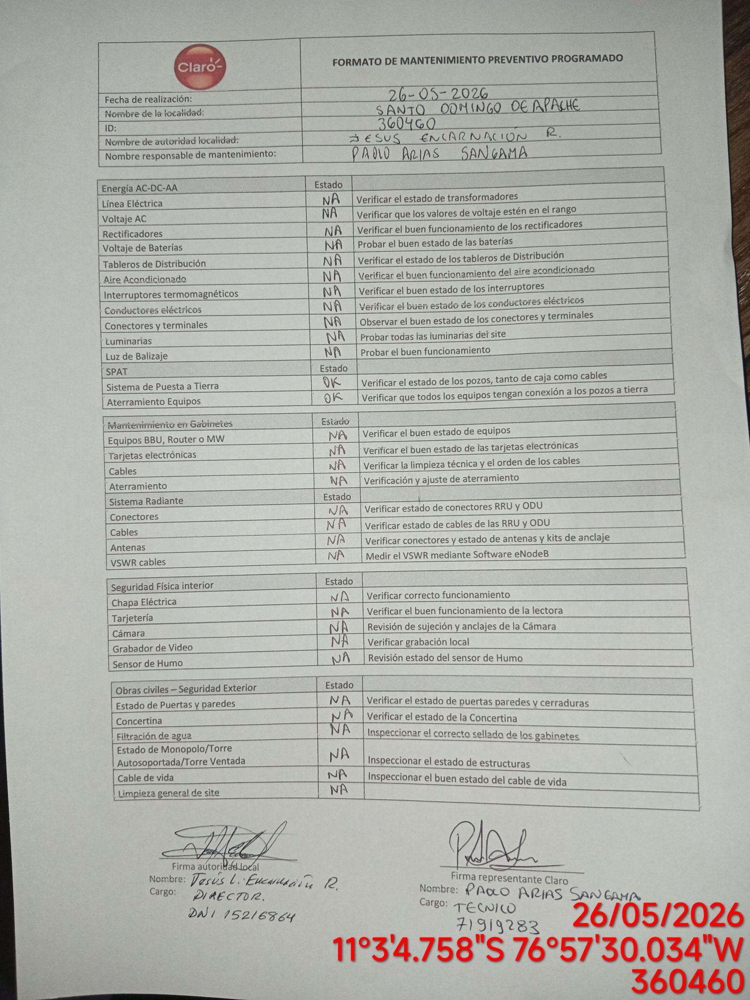 Claro
FORMATO DE MANTENIMIENTO PREVENTIVO PROGRAMADO
Fecha de realización: 26-05-2026
Nombre de la localidad: SANTO DOMINGO DE APACHE
ID: 360460
Nombre de autoridad localidad: JESUS ENCARNACIÓN R.
Nombre responsable de mantenimiento: PAOLO ARIAS SANGAMA
Energía AC-DC-AA Estado
Línea Eléctrica NA Verificar el estado de transformadores
Voltaje AC NA Verificar que los valores de voltaje estén en el rango
Rectificadores NA Verificar el buen funcionamiento de los rectificadores
Voltaje de Baterías NA Probar el buen estado de las baterías
Tableros de Distribución NA Verificar el estado de los tableros de Distribución
Aire Acondicionado NA Verificar el buen funcionamiento del aire acondicionado
Interruptores termomagnéticos NA Verificar el buen estado de los interruptores
Conductores eléctricos NA Verificar el buen estado de los conductores eléctricos
Conectores y terminales NA Observar el buen estado de los conectores y terminales
Luminarias NA Probar todas las luminarias del site
Luz de Balizaje NA Probar el buen funcionamiento
SPAT Estado
Sistema de Puesta a Tierra OK Verificar el estado de los pozos, tanto de caja como cables
Aterramiento Equipos OK Verificar que todos los equipos tengan conexión a los pozos a tierra
Mantenimiento en Gabinetes Estado
Equipos BBU, Router o MW NA Verificar el buen estado de equipos
Tarjetas electrónicas NA Verificar el buen estado de las tarjetas electrónicas
Cables NA Verificar la limpieza técnica y el orden de los cables
Aterramiento NA Verificación y ajuste de aterramiento
Sistema Radiante Estado
Conectores NA Verificar estado de conectores RRU y ODU
Cables NA Verificar estado de cables de las RRU y ODU
Antenas NA Verificar conectores y estado de antenas y kits de anclaje
VSWR cables NA Medir el VSWR mediante Software eNodeB
Seguridad Física interior Estado
Chapa Eléctrica NA Verificar correcto funcionamiento
Tarjetería NA Verificar el buen funcionamiento de la lectora
Cámara NA Revisión de sujeción y anclajes de la Cámara
Grabador de Video NA Verificar grabación local
Sensor de Humo NA Revisión estado del sensor de Humo
Obras civiles – Seguridad Exterior Estado
Estado de Puertas y paredes NA Verificar el estado de puertas paredes y cerraduras
Concertina NA Verificar el estado de la Concertina
Filtración de agua NA Inspeccionar el correcto sellado de los gabinetes
Estado de Monopolo/Torre
Autosoportada/Torre Ventada NA Inspeccionar el estado de estructuras
Cable de vida NA Inspeccionar el buen estado del cable de vida
Limpieza general de site NA
Firma autoridad local
Nombre: Jesús L. Encarnación R.
Cargo: DIRECTOR.
DNI 15216864
Firma representante Claro
Nombre: PAOLO ARIAS SANGAMA
Cargo: TECNICO
71919283
26/05/2026
11°3'4.758"S 76°57'30.034"W
360460